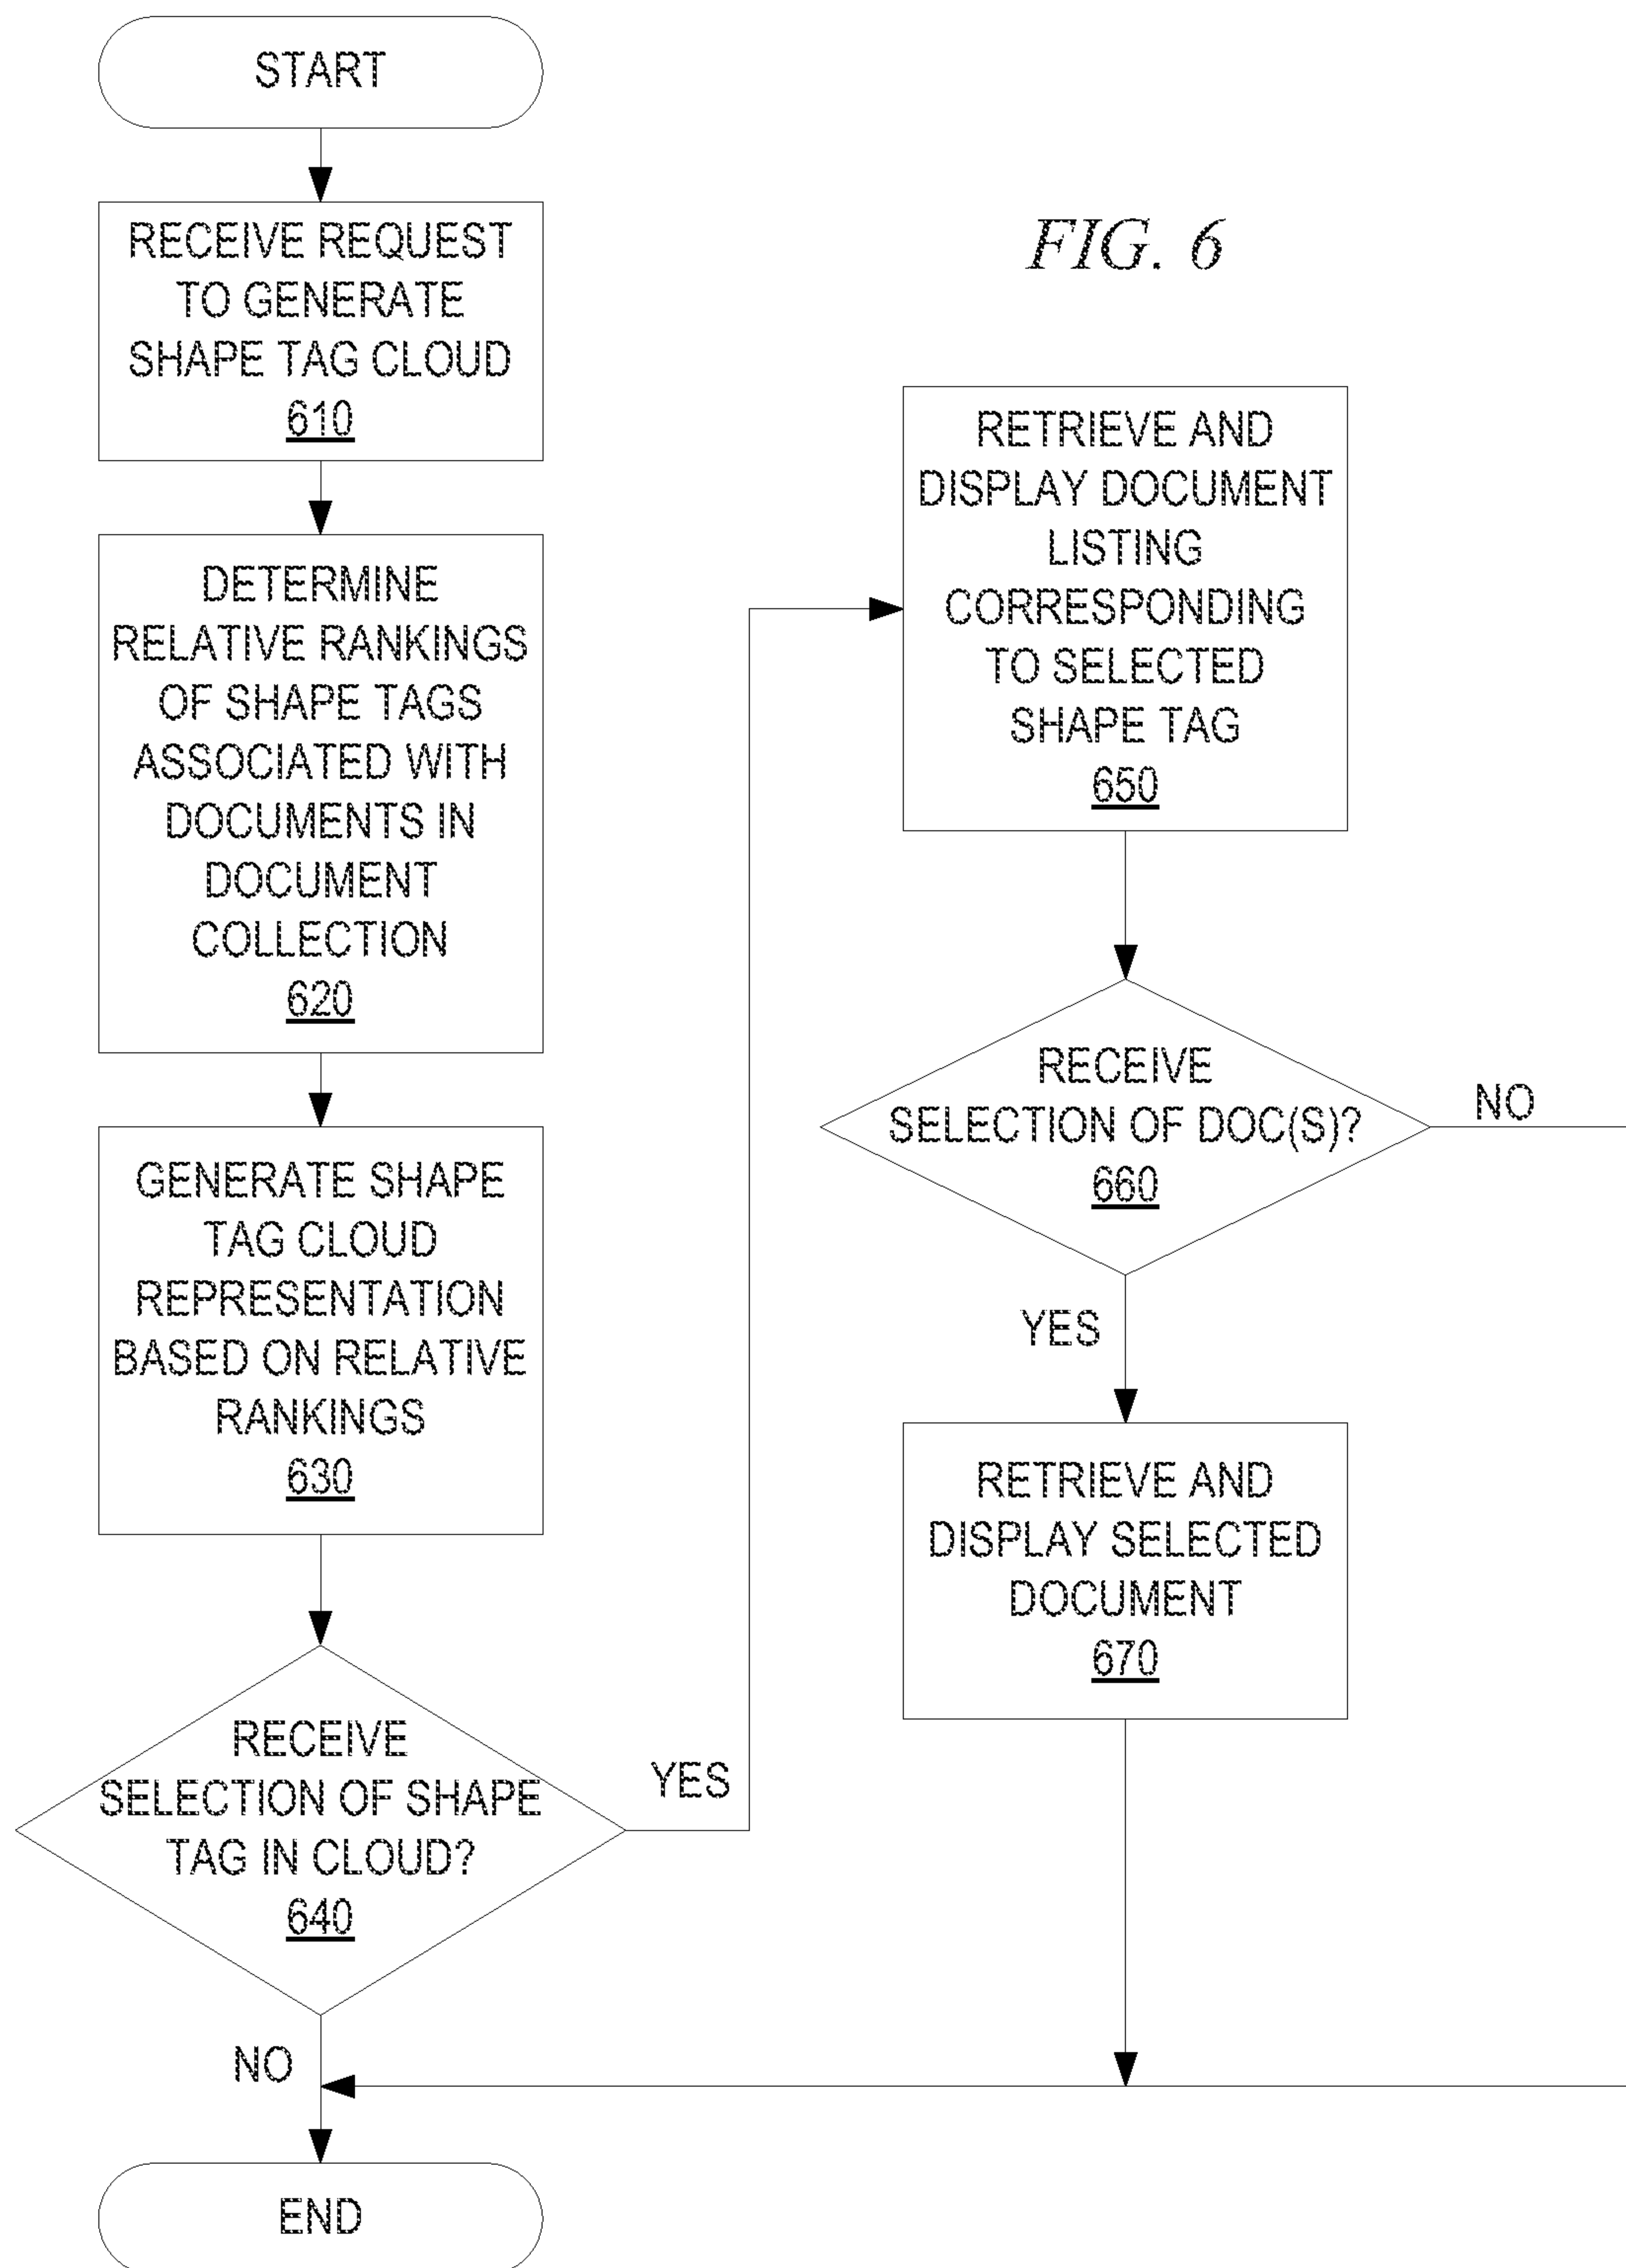 START
RECEIVE REQUEST
TO GENERATE
SHAPE TAG CLOUD
610
DETERMINE
RELATIVE RANKINGS
OF SHAPE TAGS
ASSOCIATED WITH
DOCUMENTS IN
DOCUMENT
COLLECTION
620
GENERATE SHAPE
TAG CLOUD
REPRESENTATION
BASED ON RELATIVE
RANKINGS
630
RECEIVE
SELECTION OF SHAPE
TAG IN CLOUD?
640
YES
NO
END
FIG. 6
RETRIEVE AND
DISPLAY DOCUMENT
LISTING
CORRESPONDING
TO SELECTED
SHAPE TAG
650
RECEIVE
SELECTION OF DOC(S)?
660
NO
YES
RETRIEVE AND
DISPLAY SELECTED
DOCUMENT
670